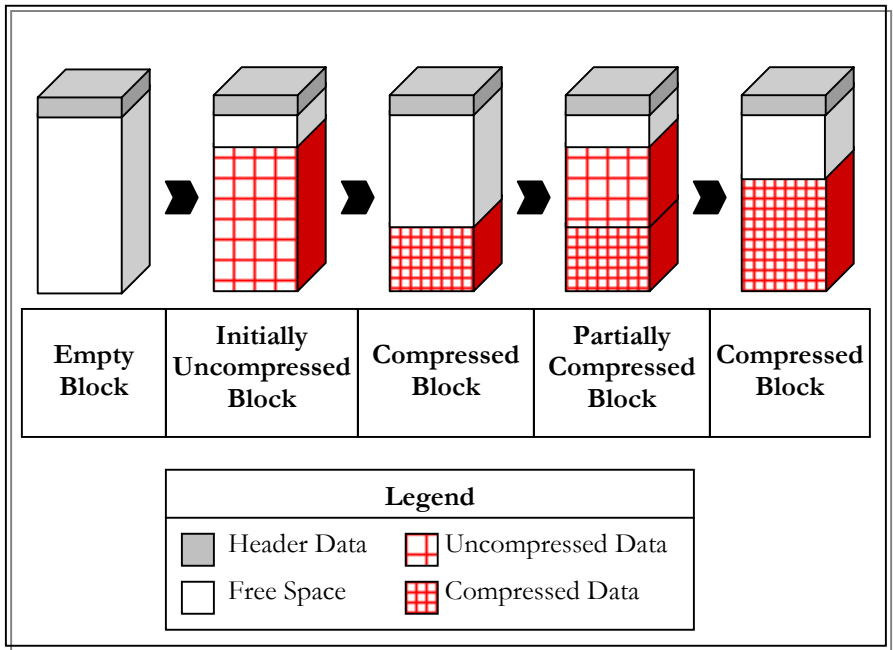 Empty
Block
Initially
Uncompressed
Block
Compressed
Block
Partially
Compressed
Block
Compressed
Block
Legend
Header Data
Uncompressed Data
Free Space
Compressed Data